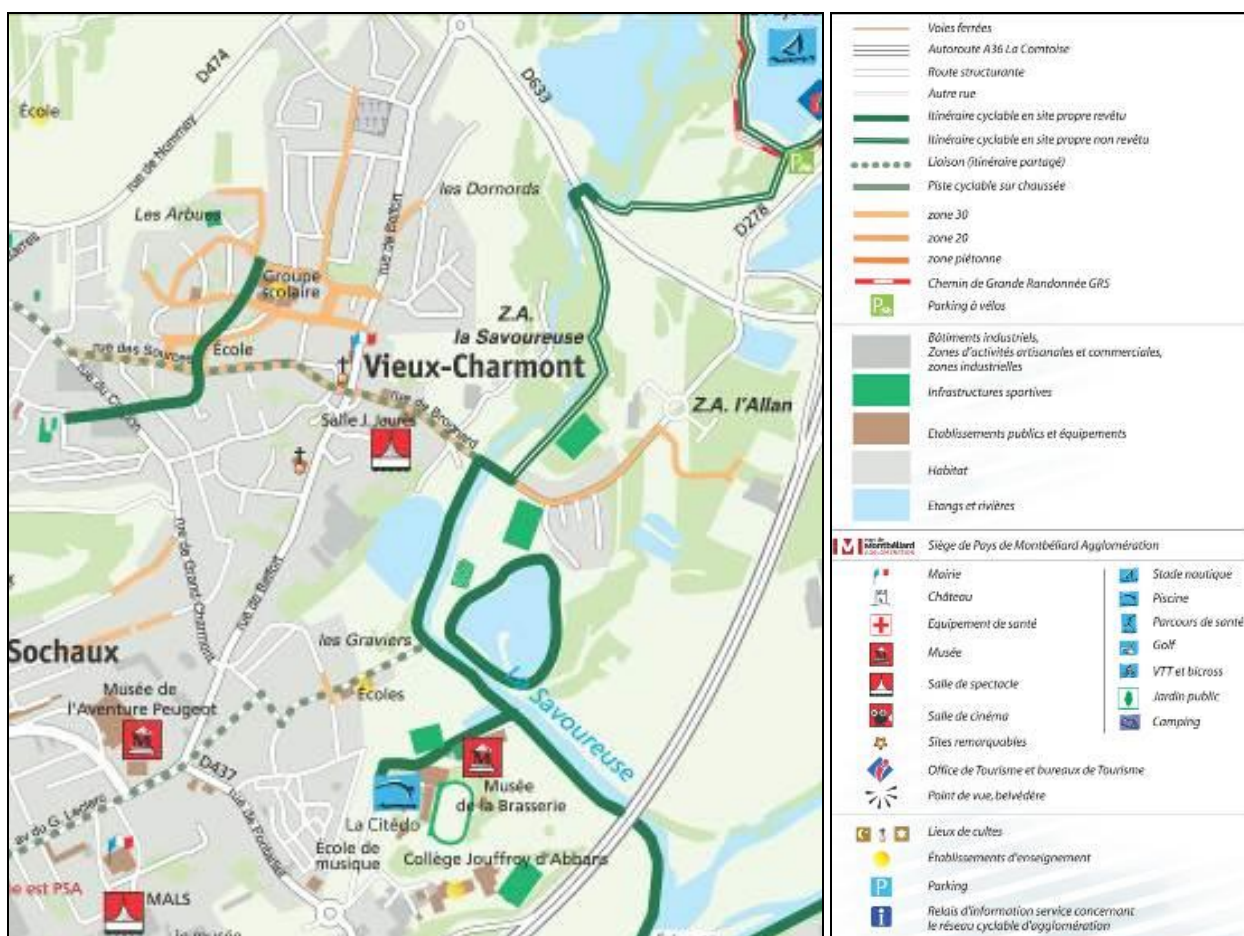 D474
D633
École
rue de Nommay
les Dornords
Les Arbues
rue de Belfort
D278
Groupe
scolaire
Z.A.
la Savoureuse
rue des Sources
École
Vieux-Charmont
rue de Brognard
Z.A. l'Allan
Salle J. Jaurès
rue de Grand-Charmont
rue de Belfort
les Graviers
Sochaux
Musée de
l'Aventure Peugeot
Écoles
Savoureuse
D437
Musée
de la Brasserie
av du G. Leclerc
La Citédo
École de
musique
Collège Jouffroy d'Abbans
est PSA
MALS
Voies ferrées
Autoroute A36 La Comtoise
Route structurante
Autre rue
Itinéraire cyclable en site propre revêtu
Itinéraire cyclable en site propre non revêtu
Liaison (itinéraire partagé)
Piste cyclable sur chaussée
zone 30
zone 20
zone piétonne
Chemin de Grande Randonnée GR5
Parking à vélos
Bâtiments industriels,
Zones d'activités artisanales et commerciales,
zones industrielles
Infrastructures sportives
Etablissements publics et équipements
Habitat
Etangs et rivières
Siège de Pays de Montbéliard Agglomération
Mairie
Château
Equipement de santé
Musée
Salle de spectacle
Salle de cinéma
Sites remarquables
Office de Tourisme et bureaux de Tourisme
Point de vue, belvédère
Stade nautique
Piscine
Parcours de santé
Golf
VTT et bicross
Jardin public
Camping
Lieux de cultes
Établissements d'enseignement
Parking
Relais d'information service concernant
le réseau cyclable d'agglomération